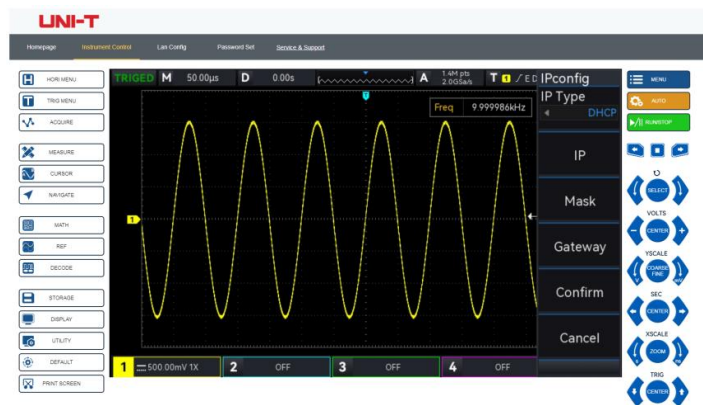 UNI-T
Homepage Instrument Control Lan Config Password Set Service & Support
HORI MENU
TRIG MENU
ACQUIRE
MEASURE
CURSOR
NAVIGATE
MATH
REF
DECODE
STORAGE
DISPLAY
UTILITY
DEFAULT
PRINT SCREEN
TRIGED M 50.00μs D 0.00s A 1.4M pts 2.0GSa/s T 1 E D
Freq 9.999986kHz
1
IPconfig
IP Type
DHCP
IP
Mask
Gateway
Confirm
Cancel
1 500.00mV 1X 2 OFF 3 OFF 4 OFF
MENU
AUTO
RUN/STOP
SELECT
VOLTS
CENTER
YSCALE
COARSE
FINE
SEC
CENTER
XSCALE
ZOOM
TRIG
CENTER